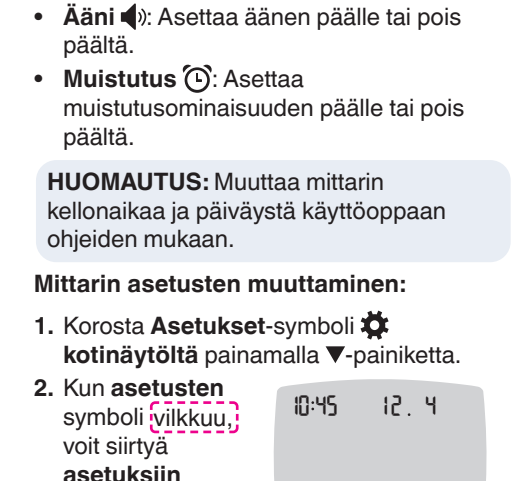 • Ääni 🔊: Asettaa äänen päälle tai pois
päältä.
• Muistutus ⏰: Asettaa
muistutusominaisuuden päälle tai pois
päältä.
HUOMAUTUS: Muuttaa mittarin
kellonaikaa ja päiväystä käyttöoppaan
ohjeiden mukaan.
Mittarin asetusten muuttaminen:
1. Korosta Asetukset-symboli ⚙
kotinäytöltä painamalla ▼-painiketta.
2. Kun asetusten
symboli vilkkuu,
voit siirtyä
asetuksiin
10:45 12. 4